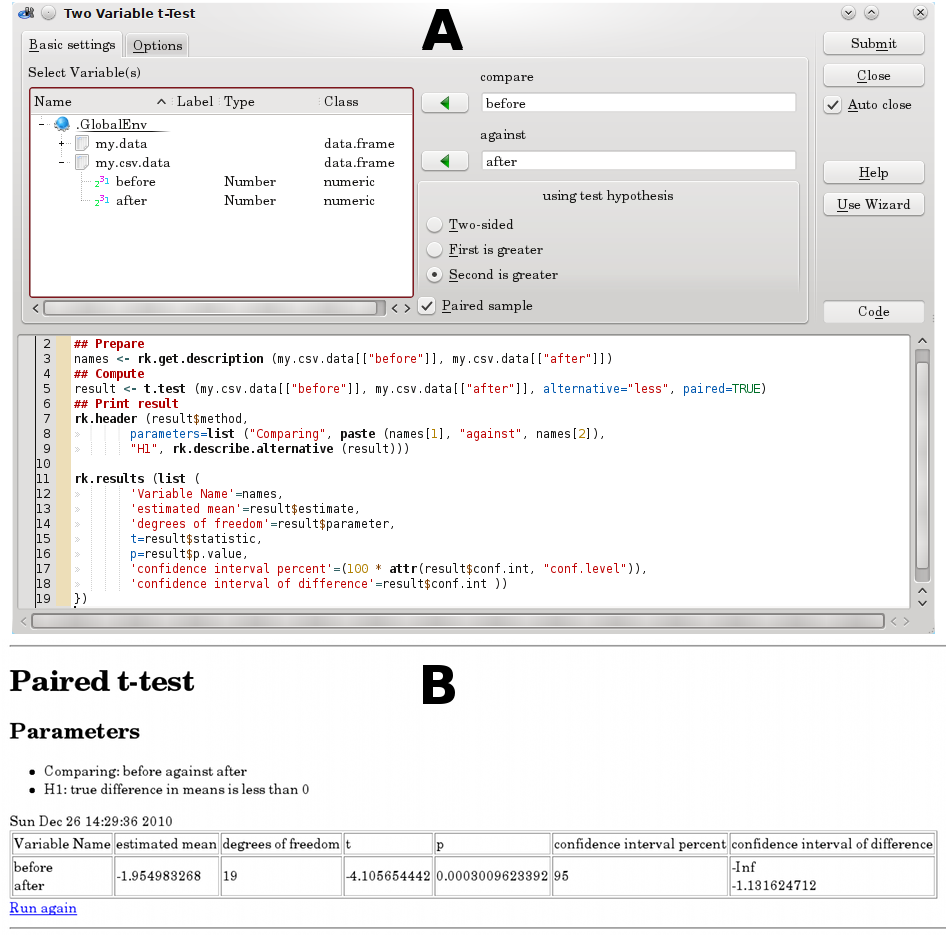 Two Variable t-Test
A
Basic settings
Options
Submit
Select Variable(s)
Name Label Type Class
.GlobalEnv
my.data data.frame
my.csv.data data.frame
before Number numeric
after Number numeric
compare
before
against
after
using test hypothesis
Two-sided
First is greater
Second is greater
Paired sample
Close
Auto close
Help
Use Wizard
Code
2 ## Prepare
3 names <- rk.get.description (my.csv.data[["before"]], my.csv.data[["after"]])
4 ## Compute
5 result <- t.test (my.csv.data[["before"]], my.csv.data[["after"]], alternative="less", paired=TRUE)
6 ## Print result
7 rk.header (result$method,
8 parameters=list ("Comparing", paste (names[1], "against", names[2]),
9 "H1", rk.describe.alternative (result)))
10
11 rk.results (list (
12 'Variable Name'=names,
13 'estimated mean'=result$estimate,
14 'degrees of freedom'=result$parameter,
15 t=result$statistic,
16 p=result$p.value,
17 'confidence interval percent'=(100 * attr(result$conf.int, "conf.level")),
18 'confidence interval of difference'=result$conf.int ))
19 })
Paired t-test
B
Parameters
• Comparing: before against after
• H1: true difference in means is less than 0
Sun Dec 26 14:29:36 2010
Variable Name estimated mean degrees of freedom t p confidence interval percent confidence interval of difference
before
after
-1.954983268 19 -4.105654442 0.0003009623392 95
-Inf
-1.131624712
Run again